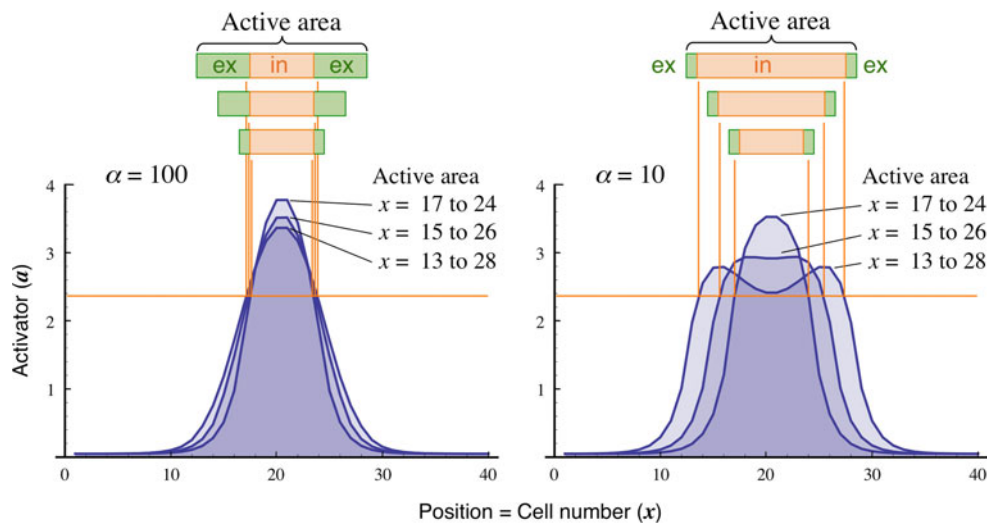 Active area
ex in ex
α = 100
Active area
x = 17 to 24
x = 15 to 26
x = 13 to 28
Activator (a)
4
3
2
1
0 10 20 30 40
Active area
ex in ex
α = 10
Active area
x = 17 to 24
x = 15 to 26
x = 13 to 28
4
3
2
1
0 10 20 30 40
Position = Cell number (x)